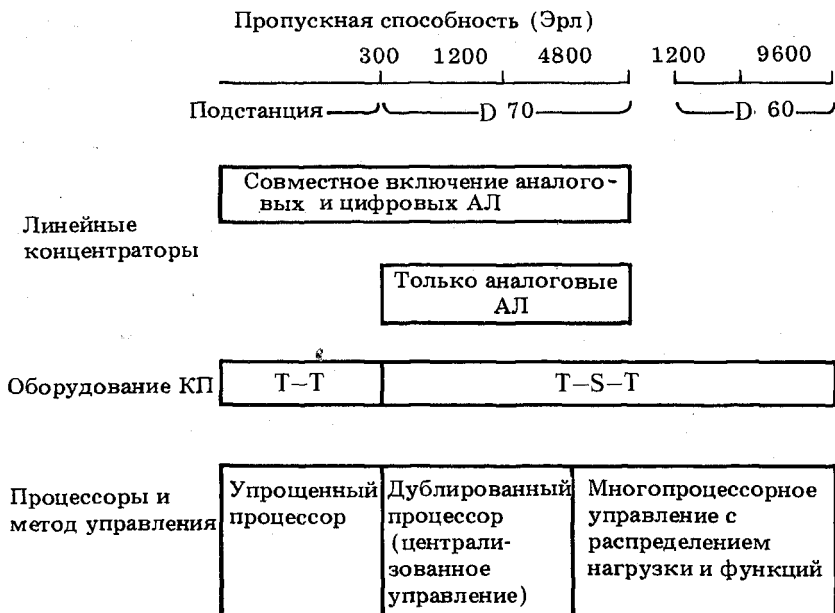 Пропускная способность (Эрл)
300 1200 4800 1200 9600
Подстанция D 70 D 60
Линейные
концентраторы
Совместное включение аналого-
вых и цифровых АЛ
Только аналоговые
АЛ
Оборудование КП T–T T–S–T
Процессоры и
метод управления
Упрощенный
процессор
Дублированный
процессор
(централи-
зованное
управление)
Многопроцессорное
управление с
распределением
нагрузки и функций